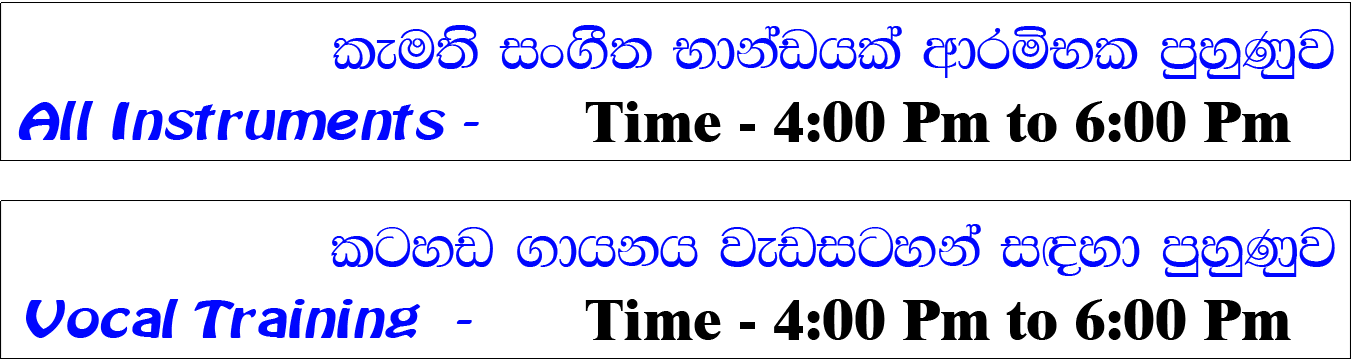 කැමති සංගීත භාන්ඩයක් ආරම්භක පුහුණුව
All Instruments - Time - 4:00 Pm to 6:00 Pm
කටහඩ ගායනය වැඩසටහන් සඳහා පුහුණුව
Vocal Training - Time - 4:00 Pm to 6:00 Pm